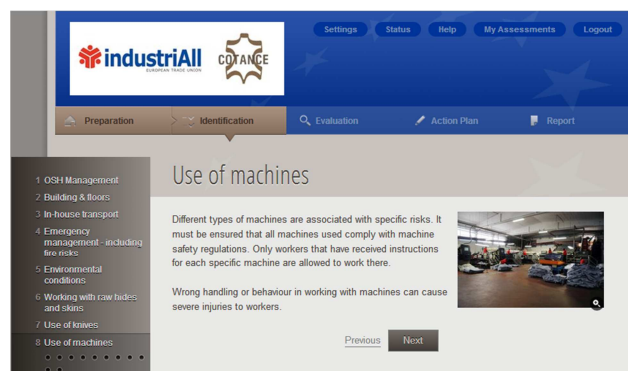 Settings Status Help My Assessments Logout
industriAll
EUROPEAN TRADE UNION
COTANCE
Preparation Identification Evaluation Action Plan Report
Use of machines
1 OSH Management
2 Building & floors
3 In-house transport
4 Emergency
management - including
fire risks
5 Environmental
conditions
6 Working with raw hides
and skins
7 Use of knives
8 Use of machines
Different types of machines are associated with specific risks. It
must be ensured that all machines used comply with machine
safety regulations. Only workers that have received instructions
for each specific machine are allowed to work there.
Wrong handling or behaviour in working with machines can cause
severe injuries to workers.
Previous Next